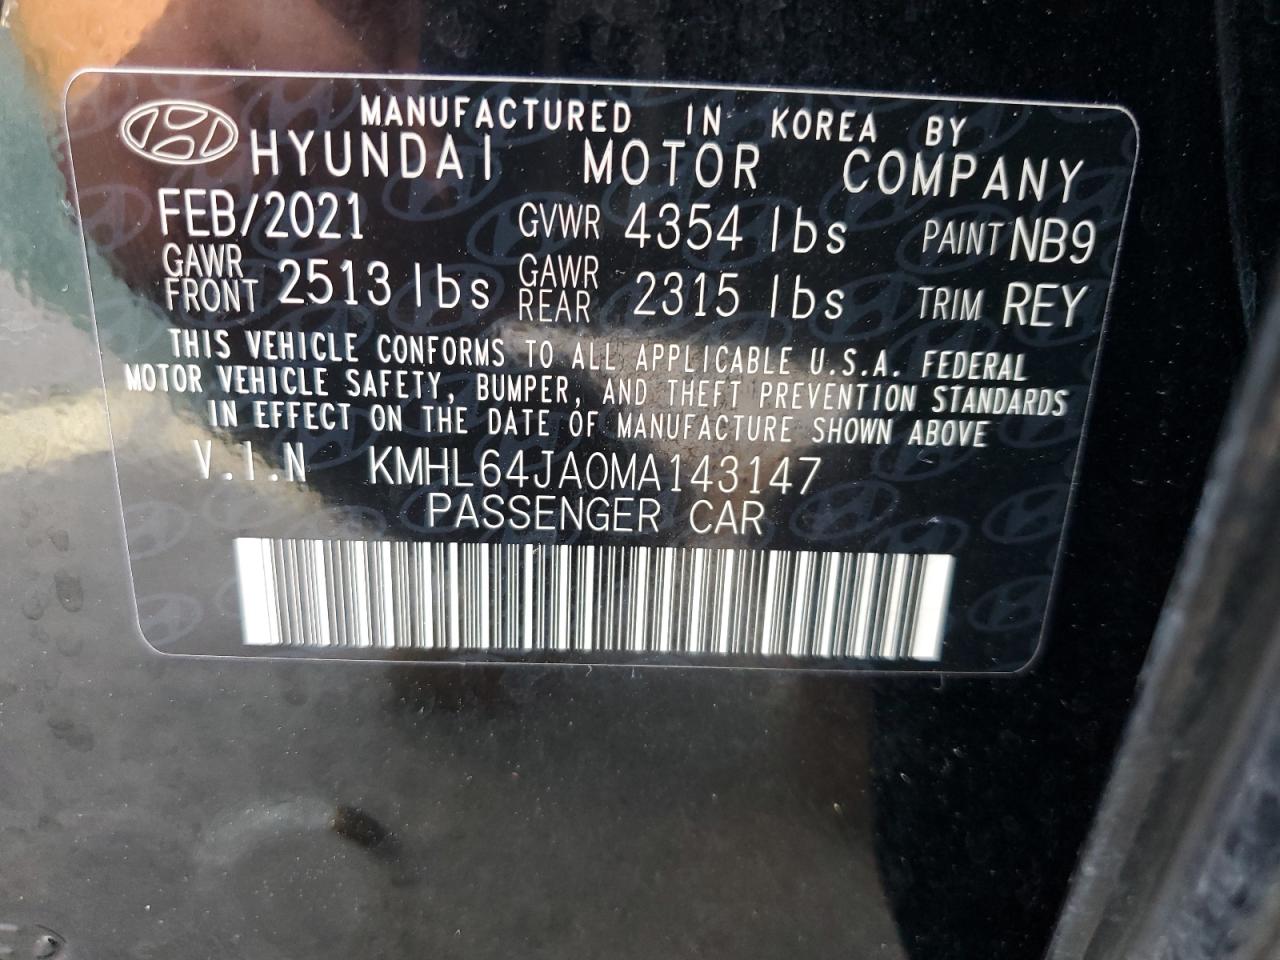 MANUFACTURED IN KOREA BY
HYUNDAI MOTOR COMPANY
FEB/2021 GVWR 4354 lbs PAINT NB9
GAWR FRONT 2513 lbs GAWR REAR 2315 lbs TRIM REY
THIS VEHICLE CONFORMS TO ALL APPLICABLE U.S.A. FEDERAL
MOTOR VEHICLE SAFETY, BUMPER, AND THEFT PREVENTION STANDARDS
IN EFFECT ON THE DATE OF MANUFACTURE SHOWN ABOVE
V.I.N KMHL64JA0MA143147
PASSENGER CAR